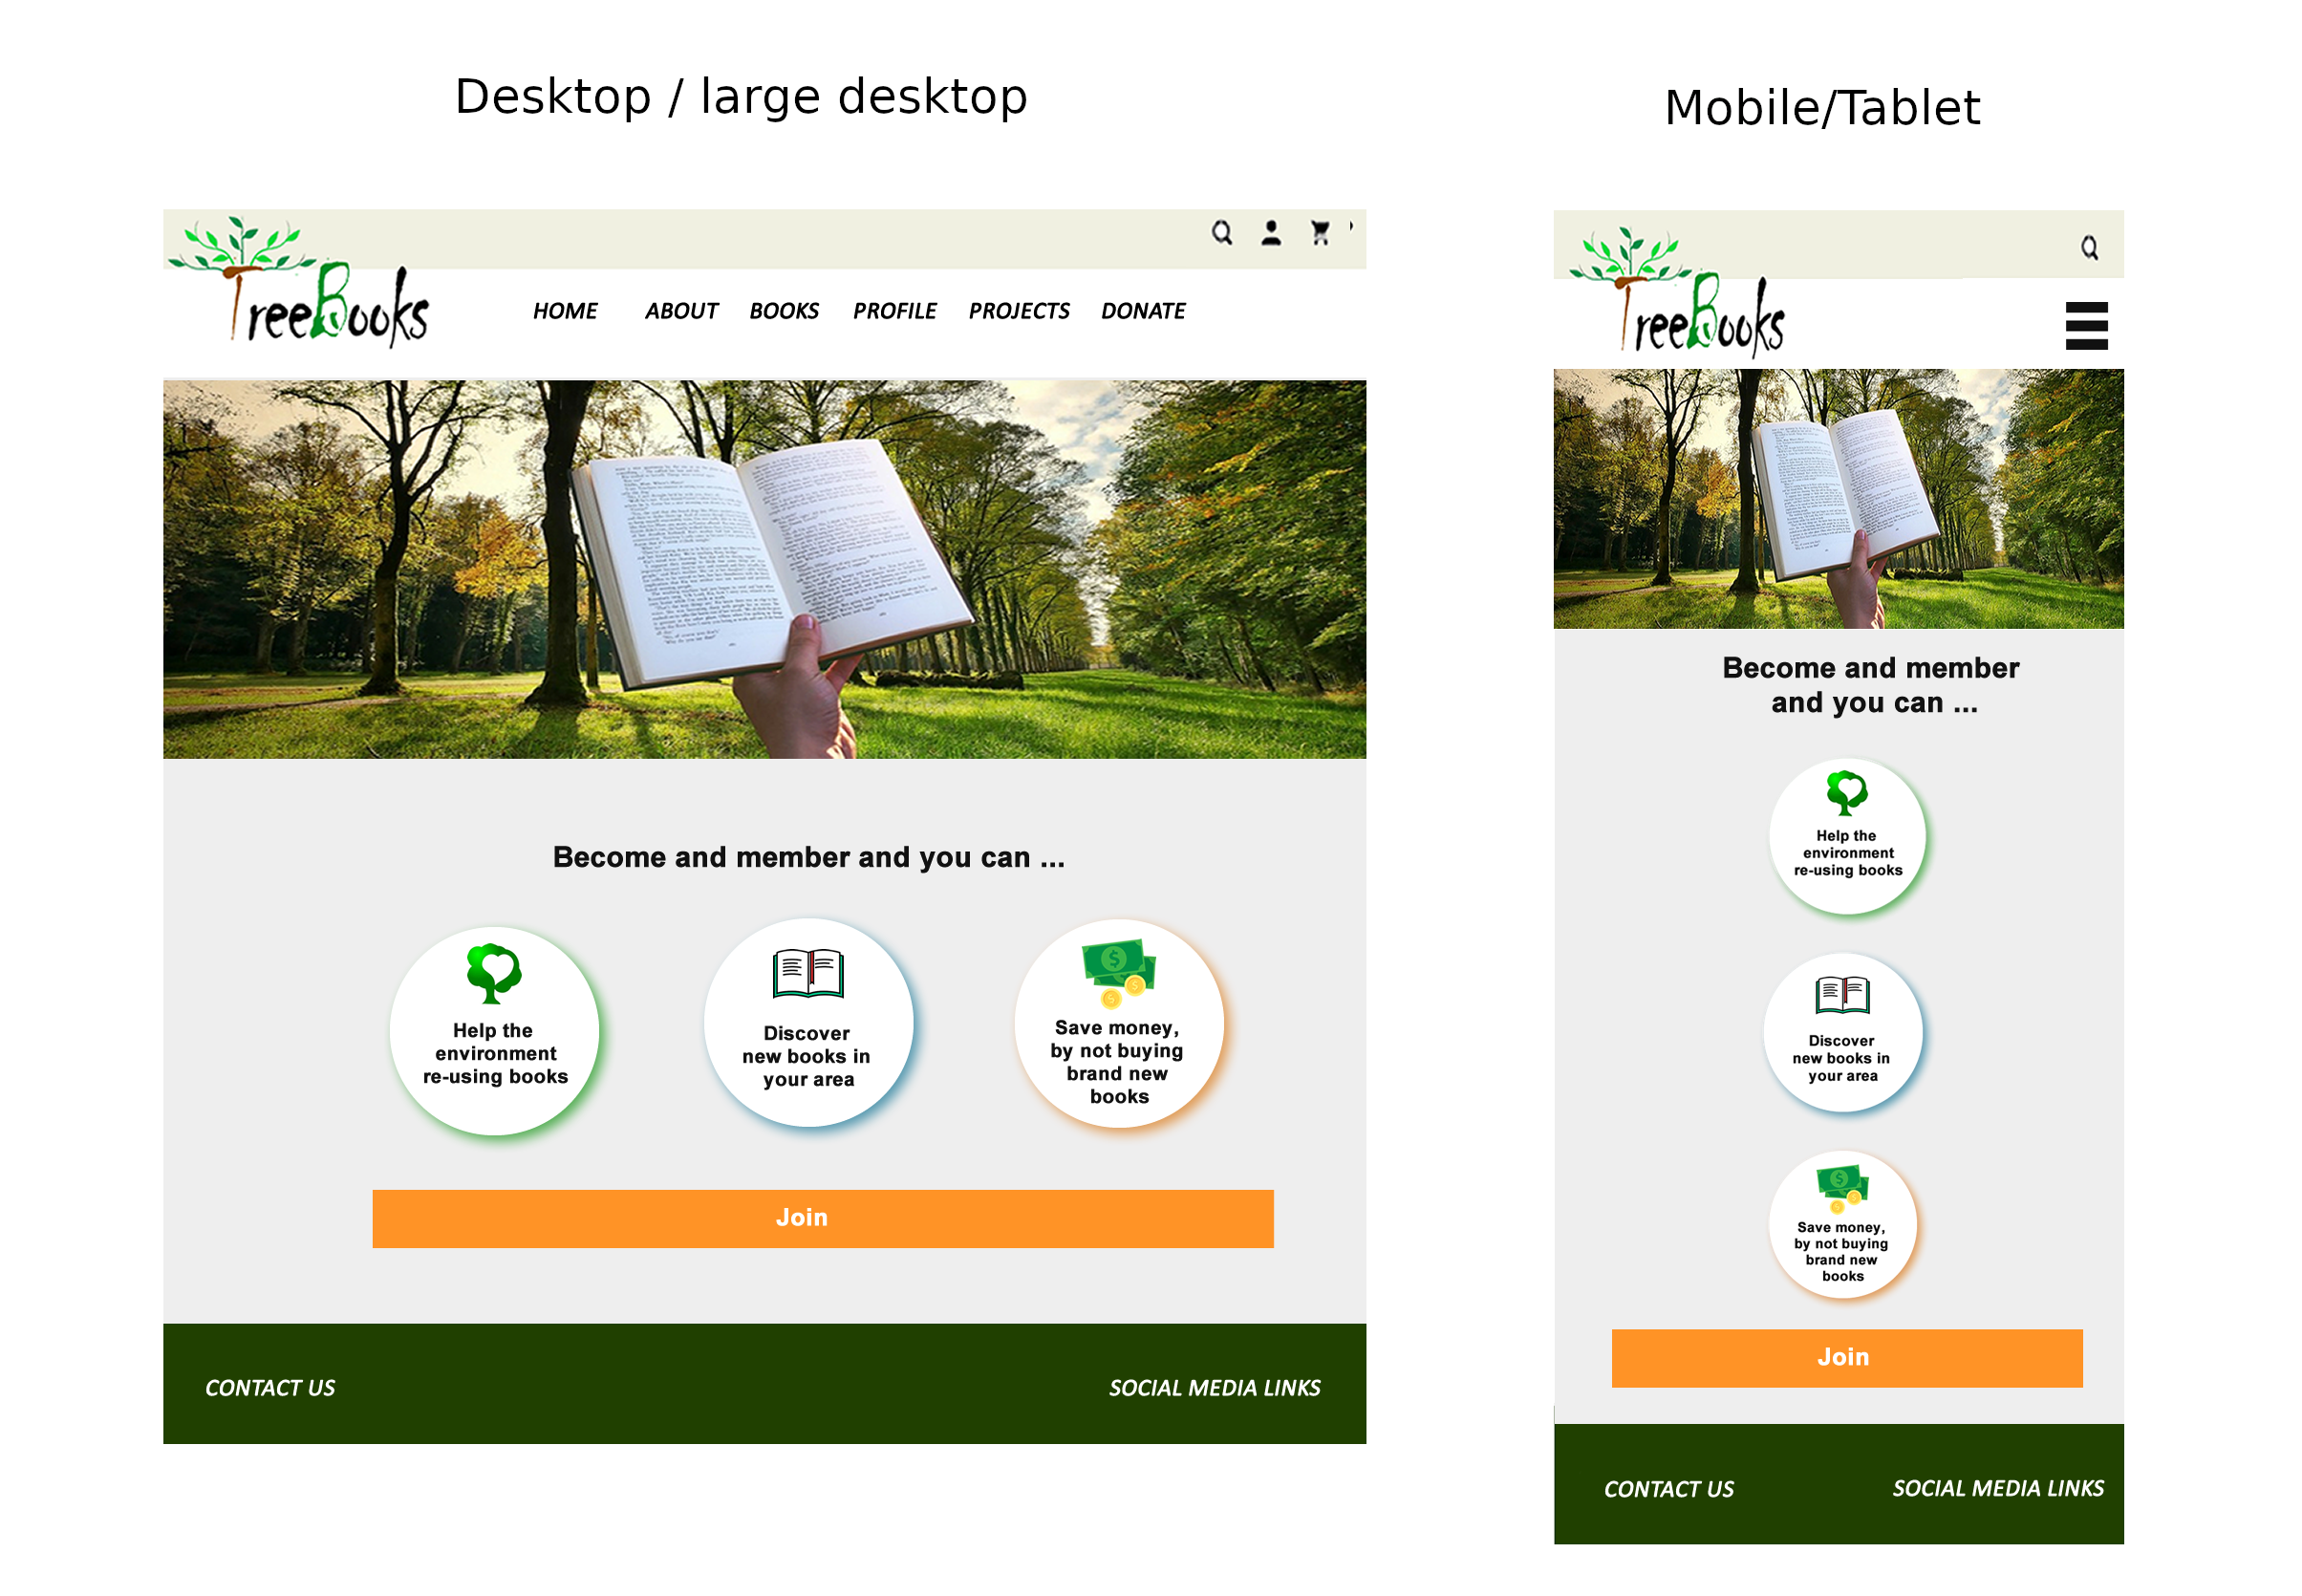 Desktop / large desktop
TreeBooks
HOME ABOUT BOOKS PROFILE PROJECTS DONATE
Become and member and you can ...
Help the
environment
re-using books
Discover
new books in
your area
Save money,
by not buying
brand new
books
Join
CONTACT US
SOCIAL MEDIA LINKS
Mobile/Tablet
TreeBooks
Become and member
and you can ...
Help the
environment
re-using books
Discover
new books in
your area
Save money,
by not buying
brand new
books
Join
CONTACT US
SOCIAL MEDIA LINKS